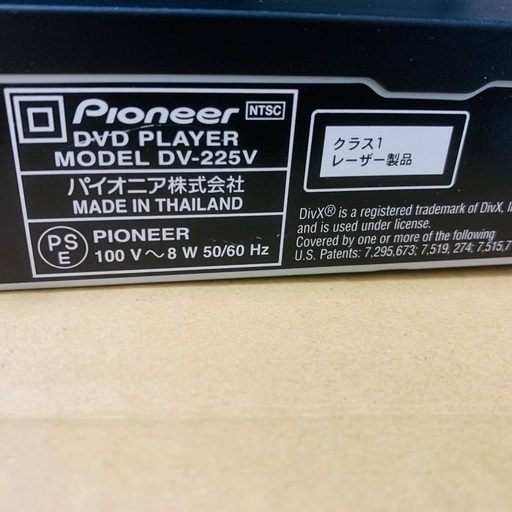 Pioneer NTSC
DVD PLAYER
MODEL DV-225V
パイオニア株式会社
MADE IN THAILAND
PSE PIONEER
100 V～8 W 50/60 Hz
クラス1
レーザー製品
DivX® is a registered trademark of DivX, I
and is used under license.
Covered by one or more of the following
U.S. Patents: 7,295,673; 7,519, 274; 7,515,7